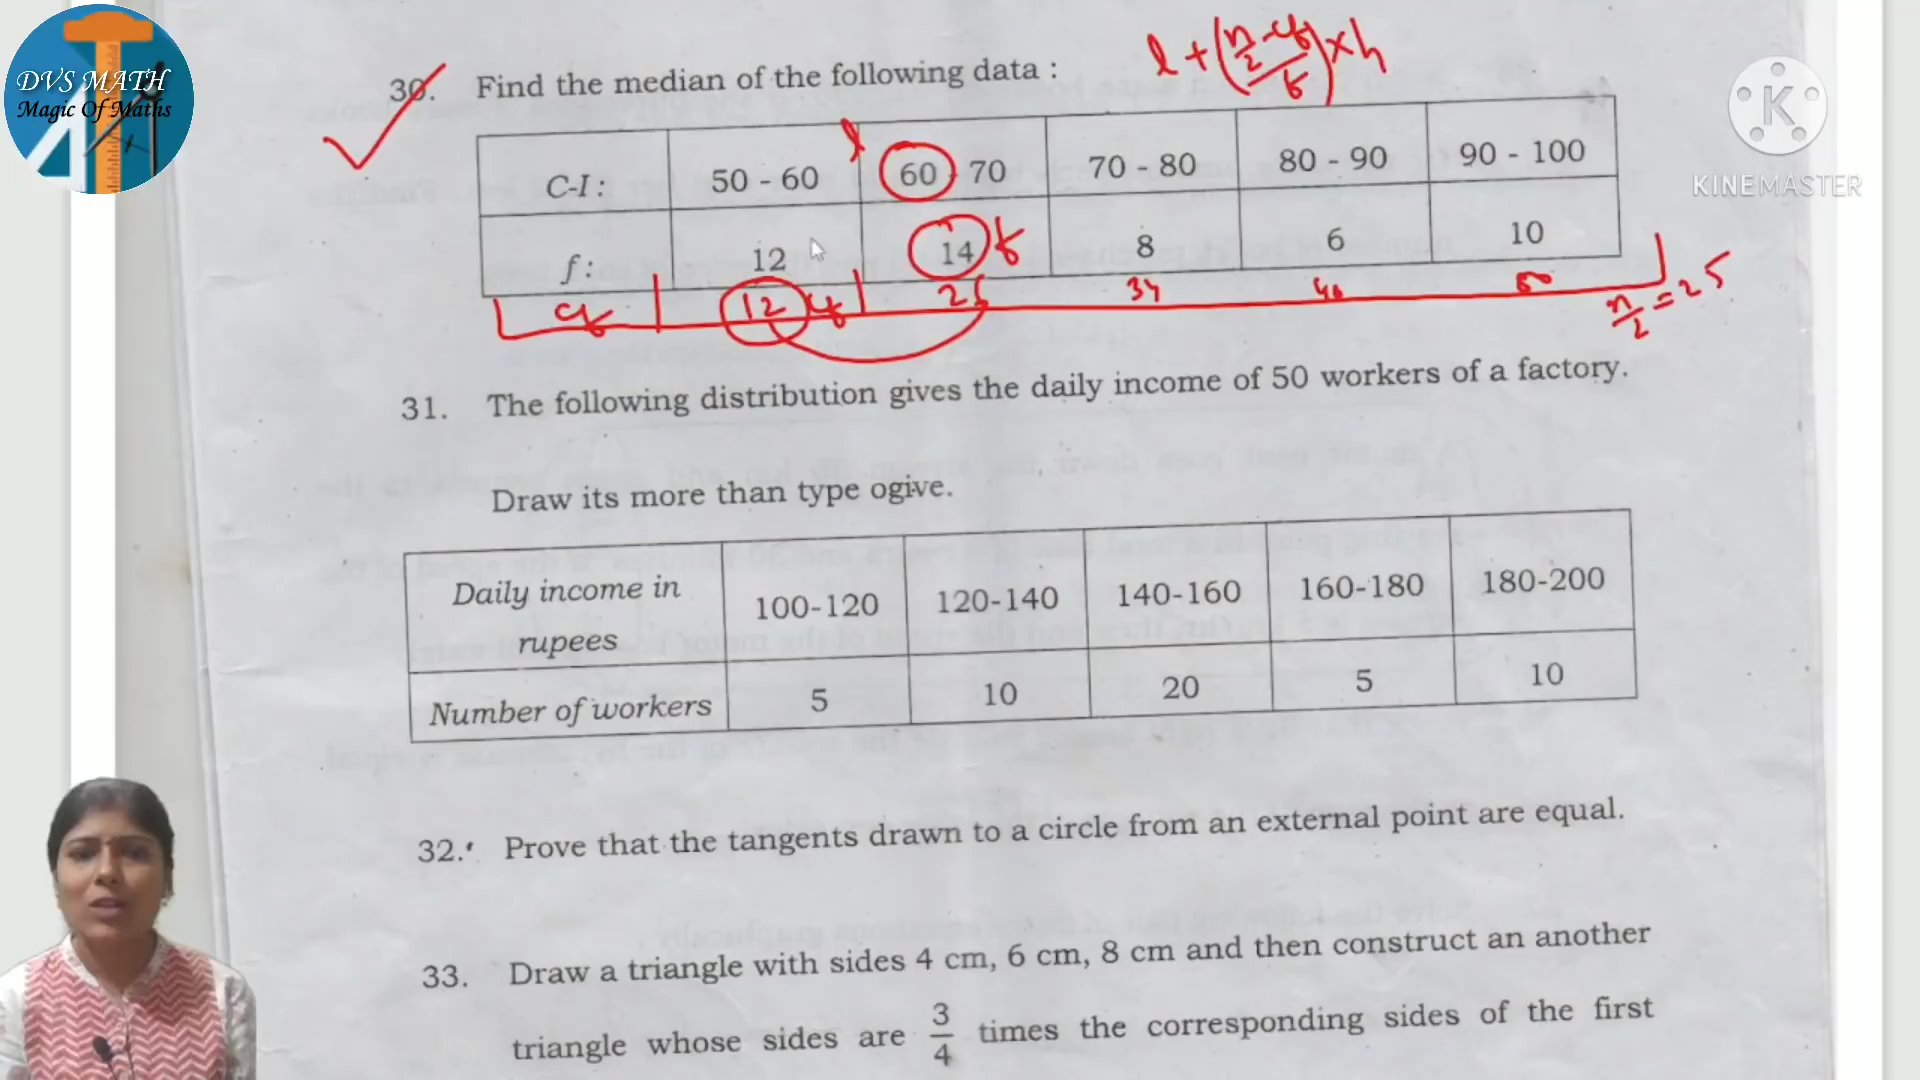 DVS MATH
Magic Of Maths
K
KINEMASTER
l + (n/2 - cf / f) × h
30. Find the median of the following data :
l
C-I : 50 - 60 60 - 70 70 - 80 80 - 90 90 - 100
f : 12 14 f 8 6 10
cf 12 cf 25 34 40 50
n/2 = 25
31. The following distribution gives the daily income of 50 workers of a factory.
Draw its more than type ogive.
Daily income in
rupees 100-120 120-140 140-160 160-180 180-200
Number of workers 5 10 20 5 10
32. Prove that the tangents drawn to a circle from an external point are equal.
33. Draw a triangle with sides 4 cm, 6 cm, 8 cm and then construct an another
triangle whose sides are 3/4 times the corresponding sides of the first